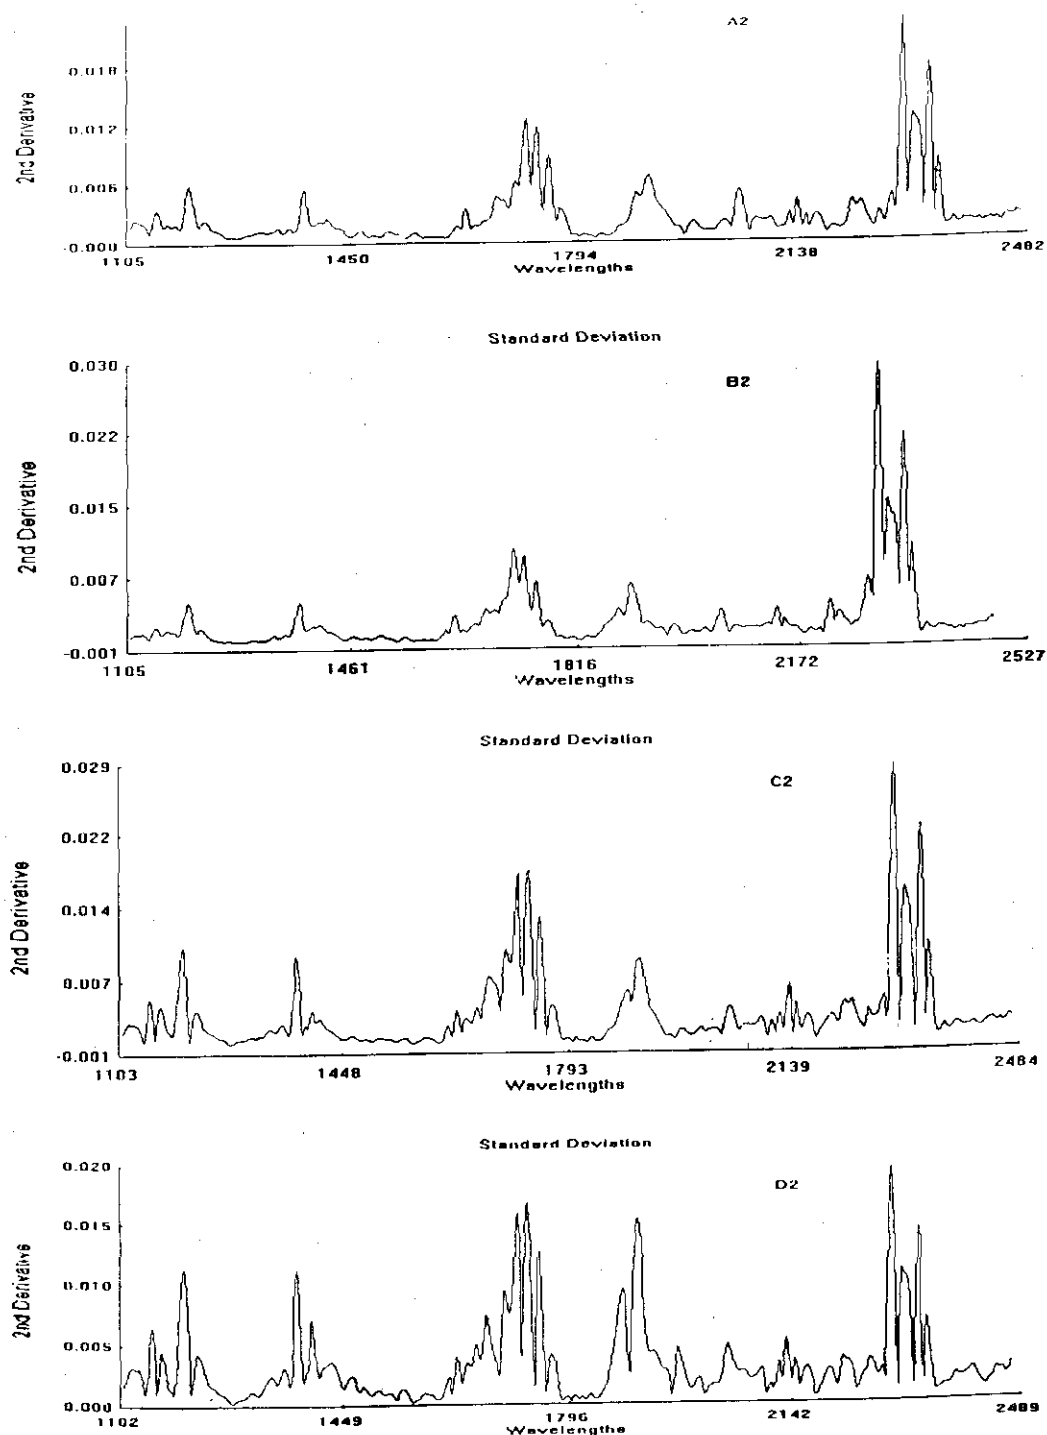 A2
0.018
0.012
0.006
-0.000
2nd Derivative
1105 1450 1794 2138 2482
Wavelengths
Standard Deviation
B2
0.030
0.022
0.015
0.007
-0.001
2nd Derivative
1105 1461 1816 2172 2527
Wavelengths
Standard Deviation
C2
0.029
0.022
0.014
0.007
-0.001
2nd Derivative
1103 1448 1793 2139 2484
Wavelengths
Standard Deviation
D2
0.020
0.015
0.010
0.005
0.000
2nd Derivative
1102 1449 1796 2142 2489
Wavelengths